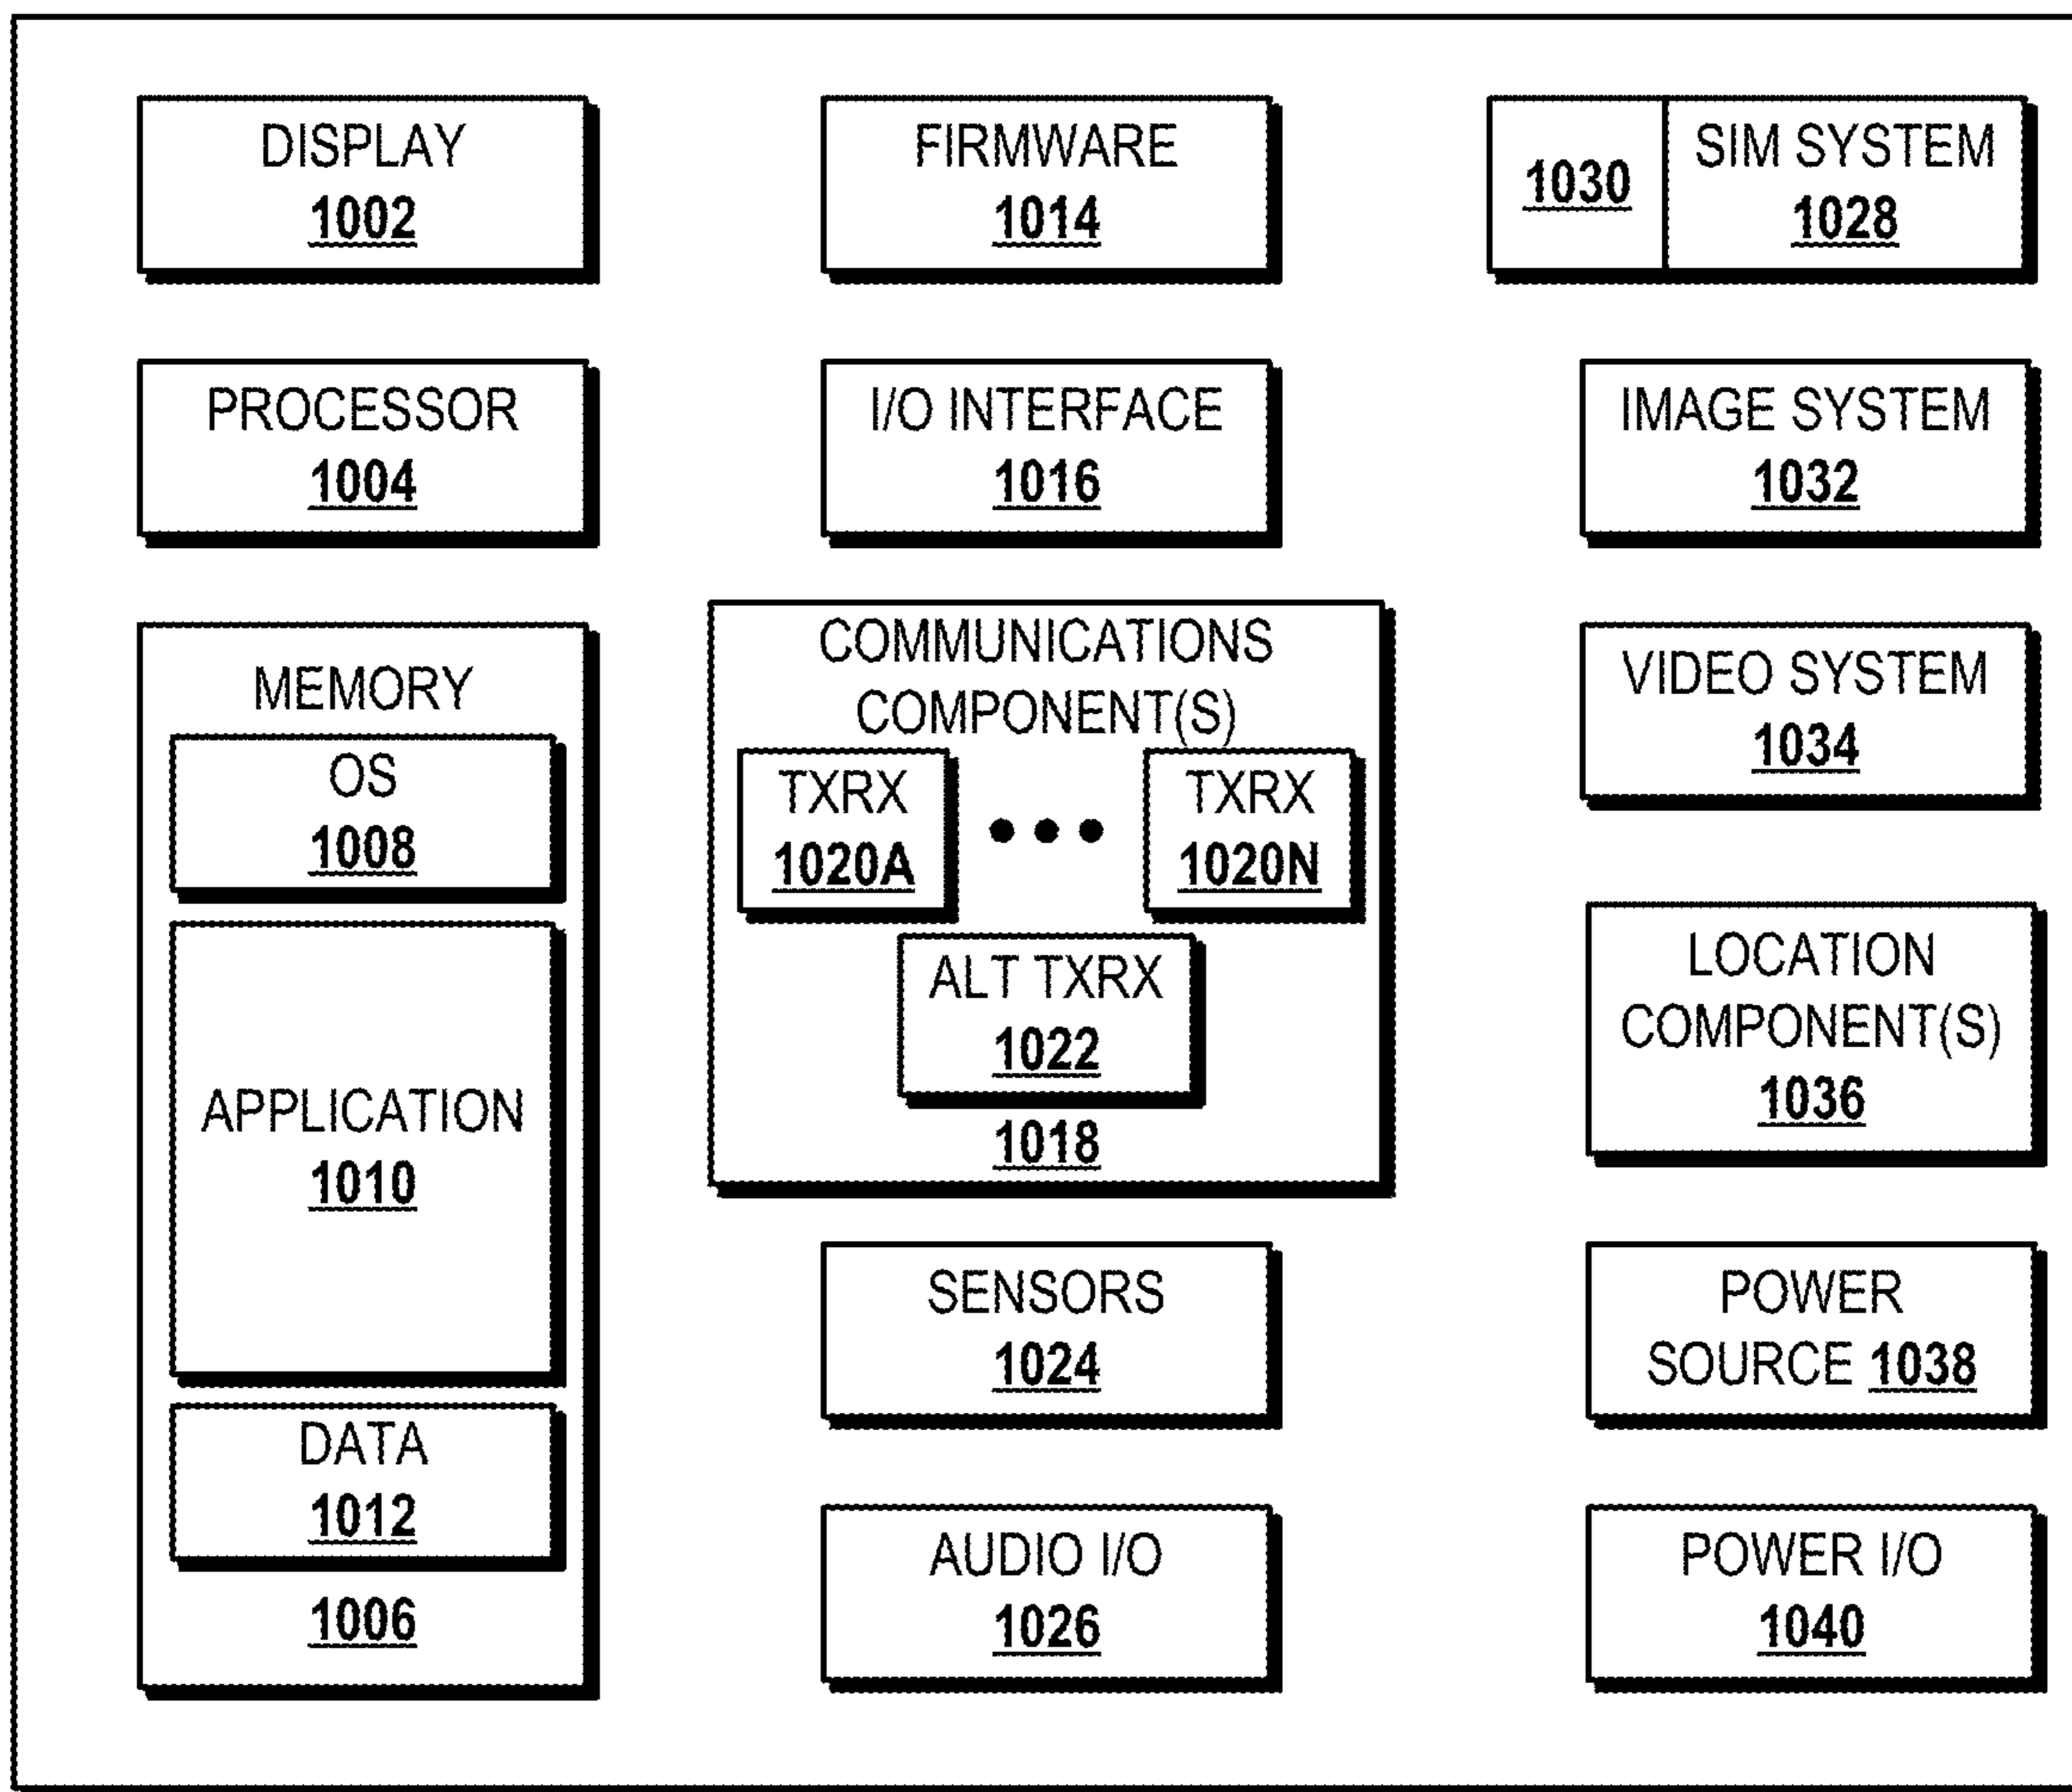 DISPLAY
1002
PROCESSOR
1004
MEMORY
OS
1008
APPLICATION
1010
DATA
1012
1006
FIRMWARE
1014
I/O INTERFACE
1016
COMMUNICATIONS
COMPONENT(S)
TXRX
1020A
TXRX
1020N
ALT TXRX
1022
1018
SENSORS
1024
AUDIO I/O
1026
1030
SIM SYSTEM
1028
IMAGE SYSTEM
1032
VIDEO SYSTEM
1034
LOCATION
COMPONENT(S)
1036
POWER
SOURCE 1038
POWER I/O
1040